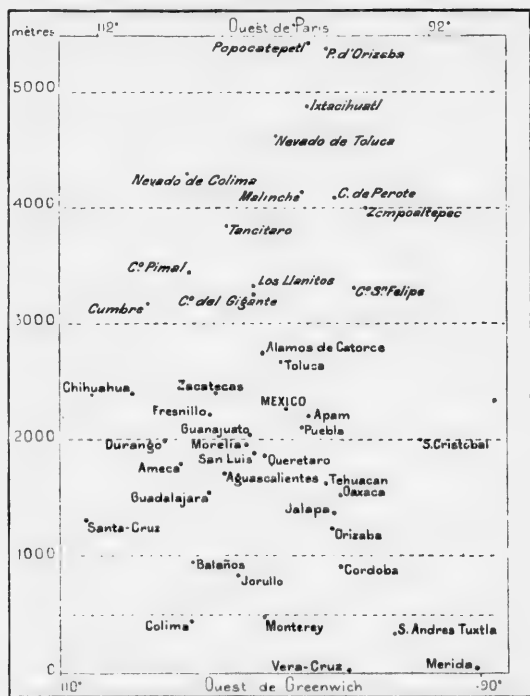 112° Ouest de Paris 92°
mètres
Popocatepetl
P. d'Orizaba
5000
Ixtacihuatl
Nevado de Toluca
Nevado de Colima
Malinche
C. de Perote
4000
Zempoaltepec
Tancitaro
Cº Pimal
Los Llanitos
Cº del Gigante
Cº Sn Felipe
Cumbre
3000
Alamos de Catorce
Toluca
Chihuahua
Zacatecas
MEXICO
Fresnillo
Apam
Guanajuato
Puebla
2000
Durango
Morelia
S. Cristobal
San Luis
Queretaro
Ameca
Aguascalientes
Tehuacan
Guadalajara
Oaxaca
Jalapa
Santa-Cruz
Orizaba
1000
Balaños
Cordoba
Jorullo
Colima
Monterey
S. Andres Tuxtla
Vera-Cruz
Merida
0
110° Ouest de Greenwich 90°